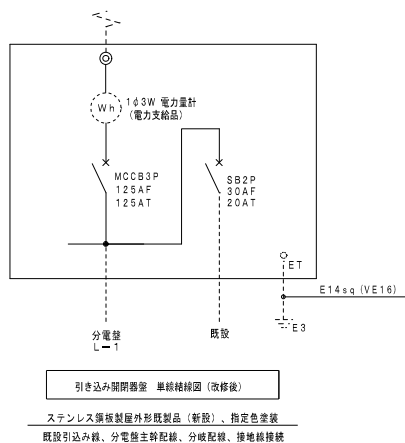 Wh
1φ3W 電力量計
(電力支給品)
MCCB3P
125AF
125AT
SB2P
30AF
20AT
ET
E14sq (VE16)
E3
分電盤
L-1
既設
引き込み開閉器盤 単線結線図 (改修後)
ステンレス鋼板製屋外形既製品 (新設)、指定色塗装
既設引込み線、分電盤主幹配線、分岐配線、接地線接続